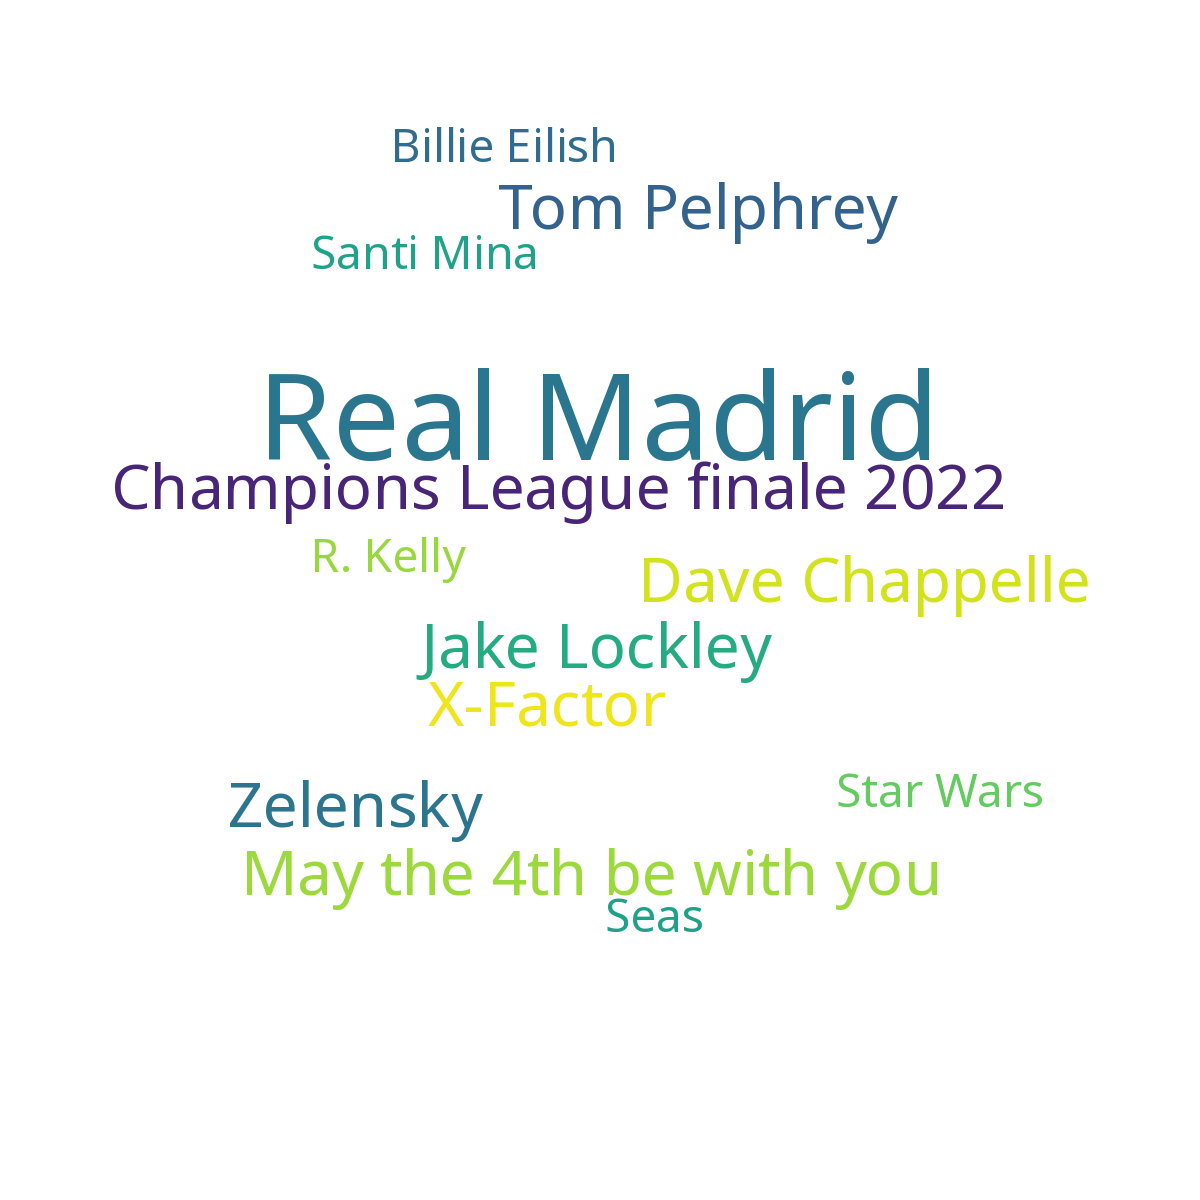 Billie Eilish
Tom Pelphrey
Santi Mina
Real Madrid
Champions League finale 2022
R. Kelly
Dave Chappelle
Jake Lockley
X-Factor
Star Wars
Zelensky
May the 4th be with you
Seas